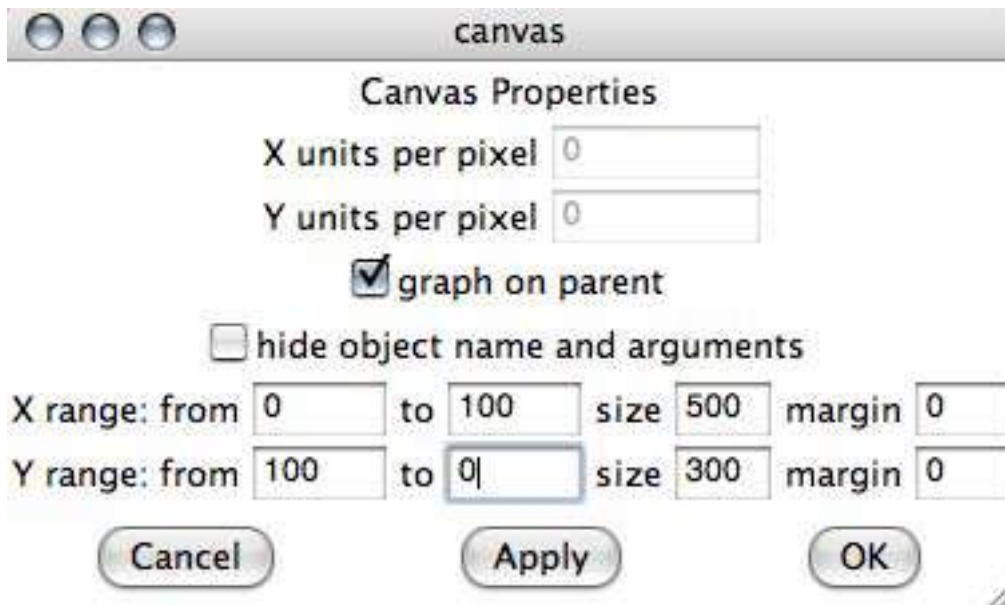 canvas
Canvas Properties
X units per pixel 0
Y units per pixel 0
graph on parent
hide object name and arguments
X range: from 0 to 100 size 500 margin 0
Y range: from 100 to 0 size 300 margin 0
Cancel Apply OK